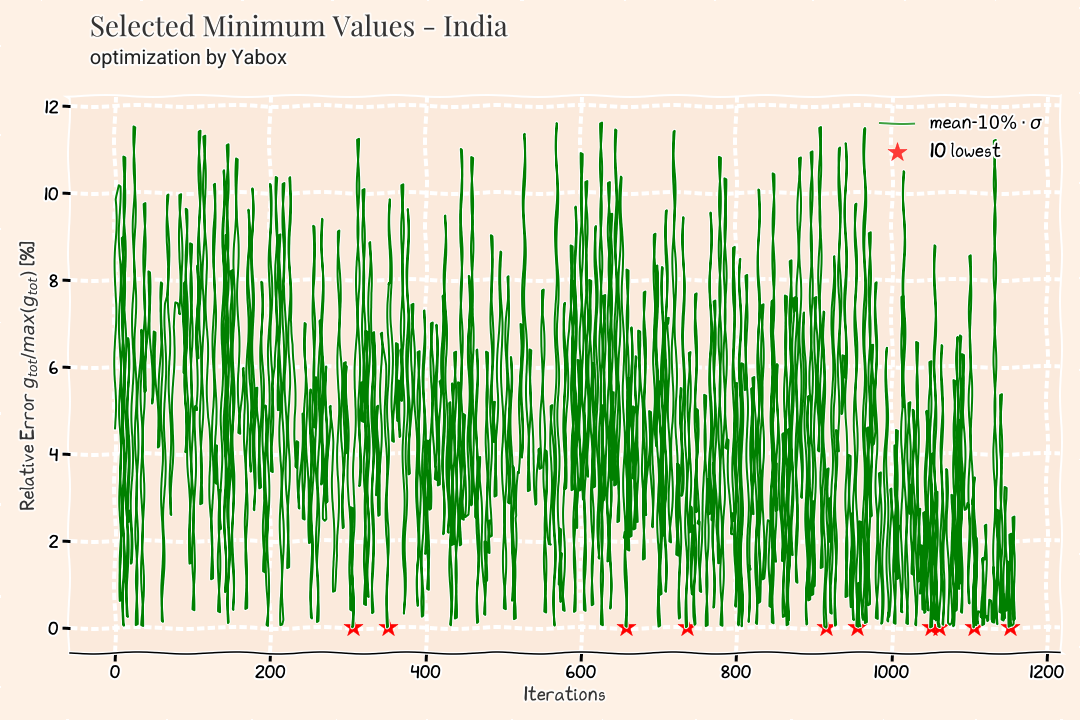 Selected Minimum Values - India
optimization by Yabox
12
10
8
6
4
2
0
Relative Error g_tot/max(g_tot) [%]
mean-10% · σ
10 lowest
0 200 400 600 800 1000 1200
Iterations